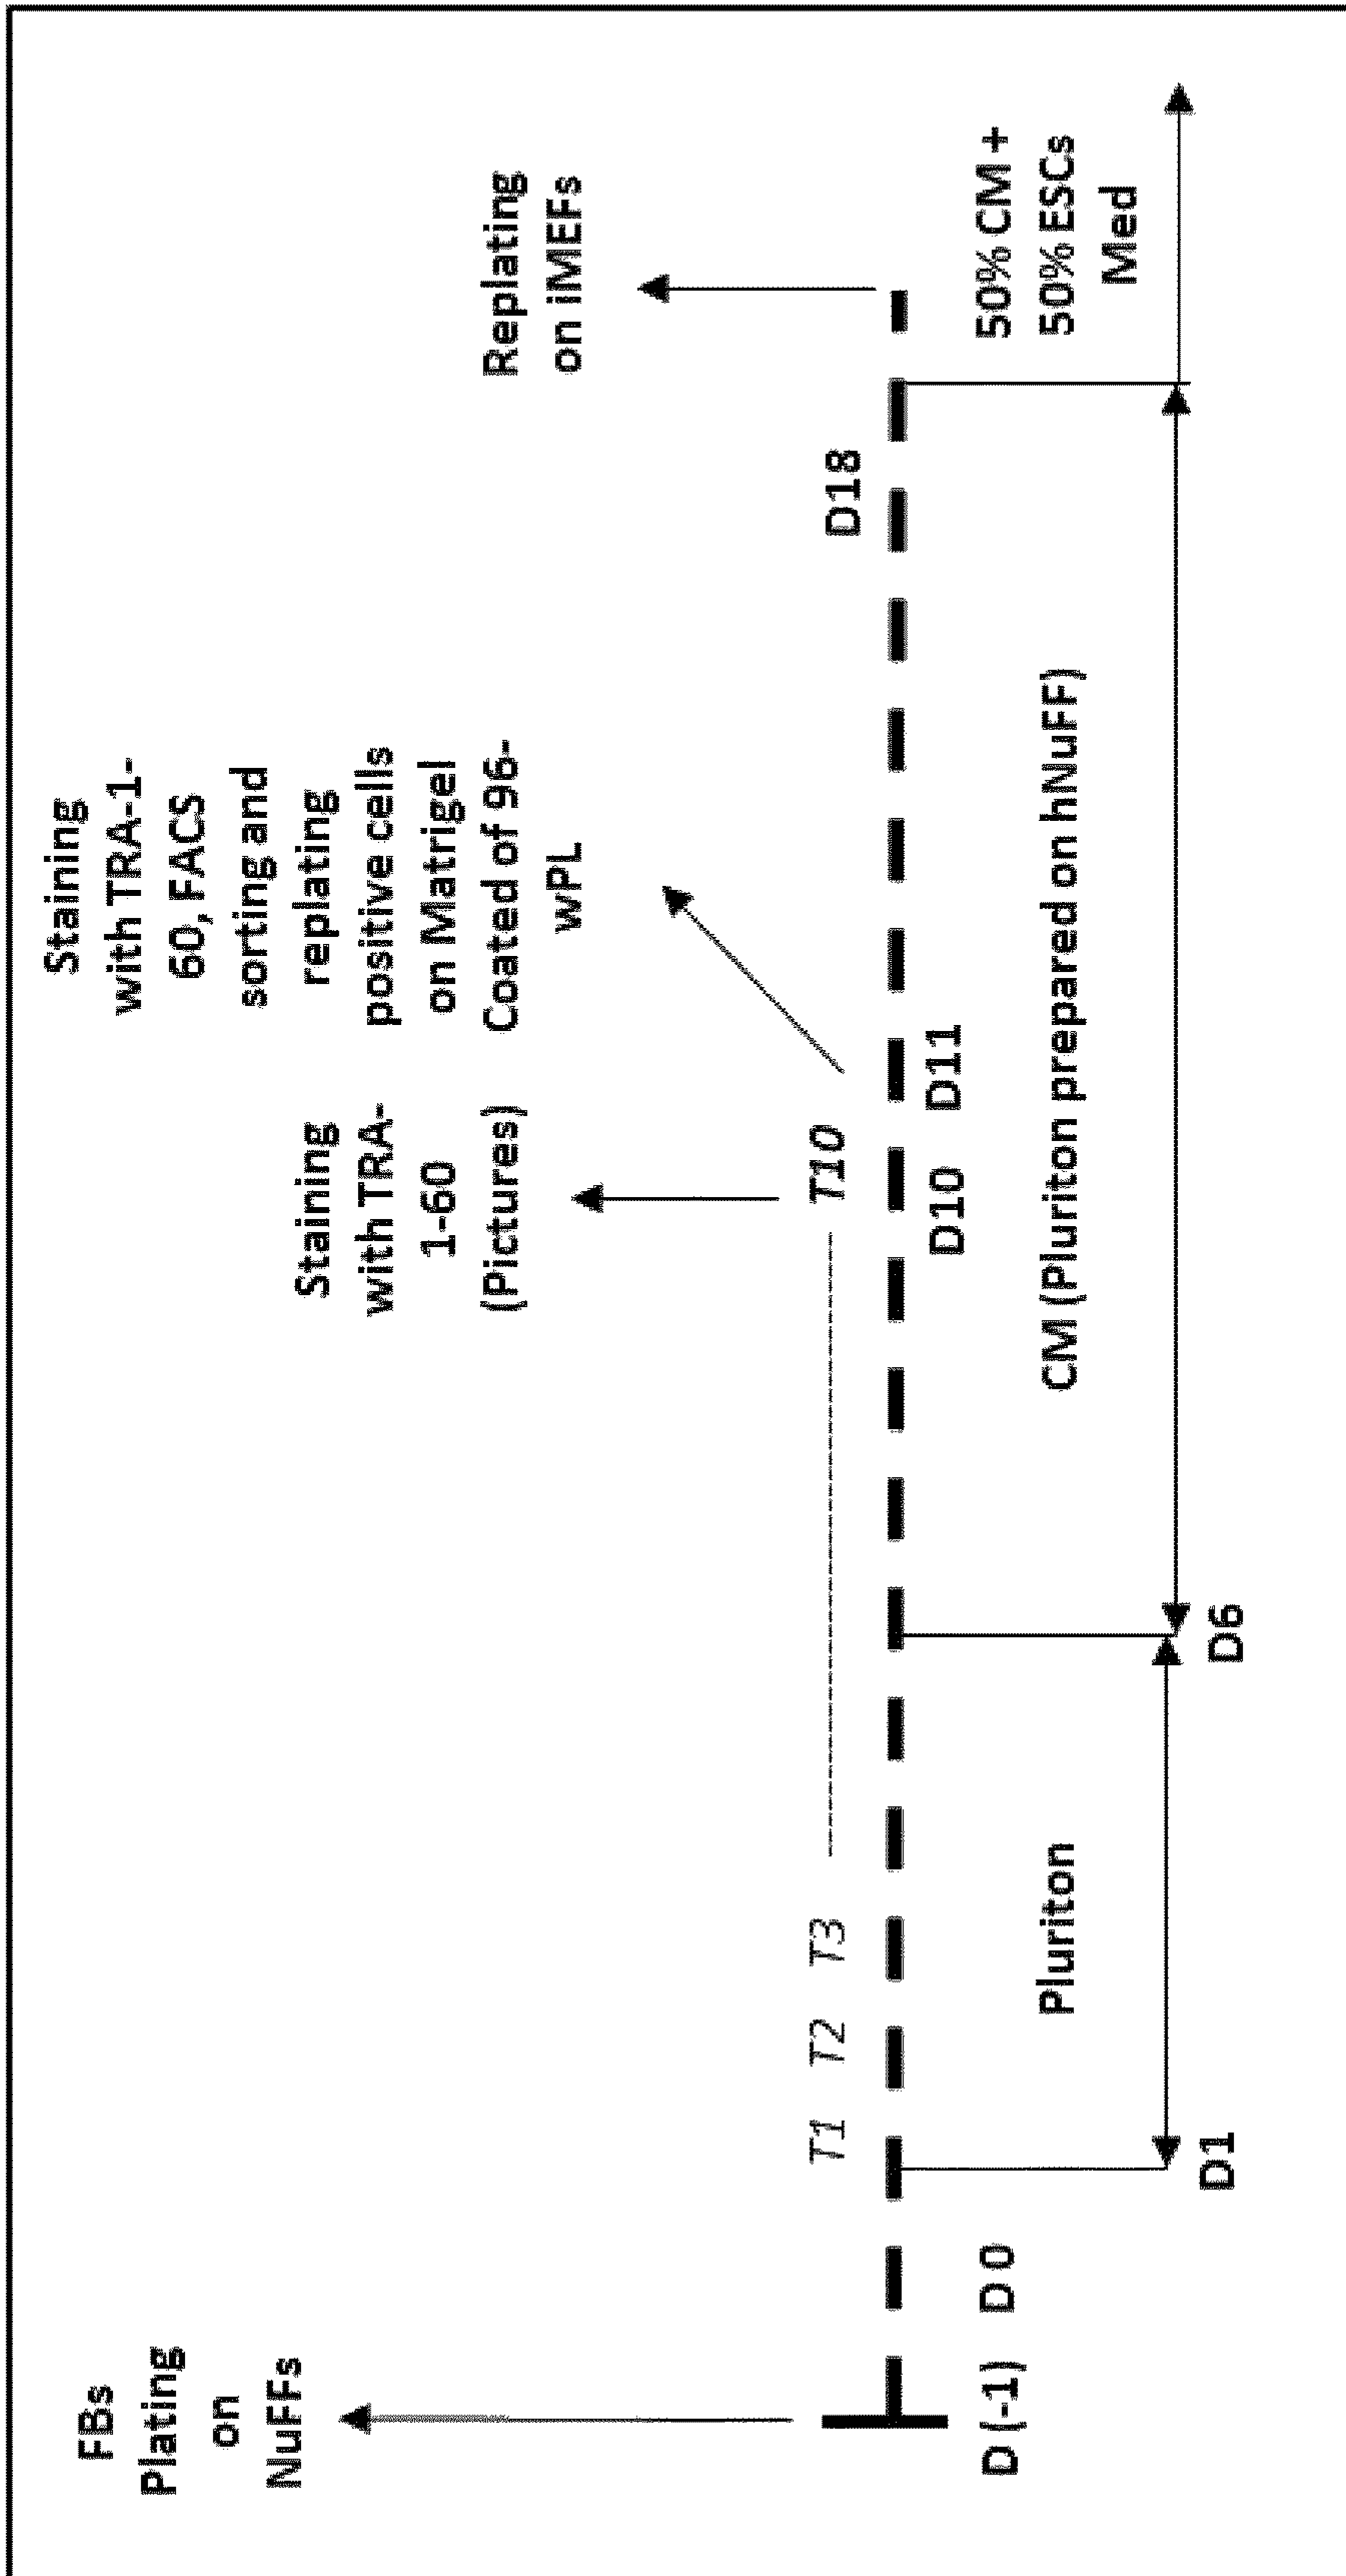 FBs
Plating
on
NuFFs
Staining
with TRA-
1-60
(Pictures)
Staining
with TRA-1-
60, FACS
sorting and
replating
positive cells
on Matrigel
Coated of 96-
wPL
Replating
on iMEFs
T1 T2 T3 T10
D18
D (-1) D 0
D10 D11
Pluriton
CM (Pluriton prepared on hNuFF)
50% CM +
50% ESCs
Med
D1
D6